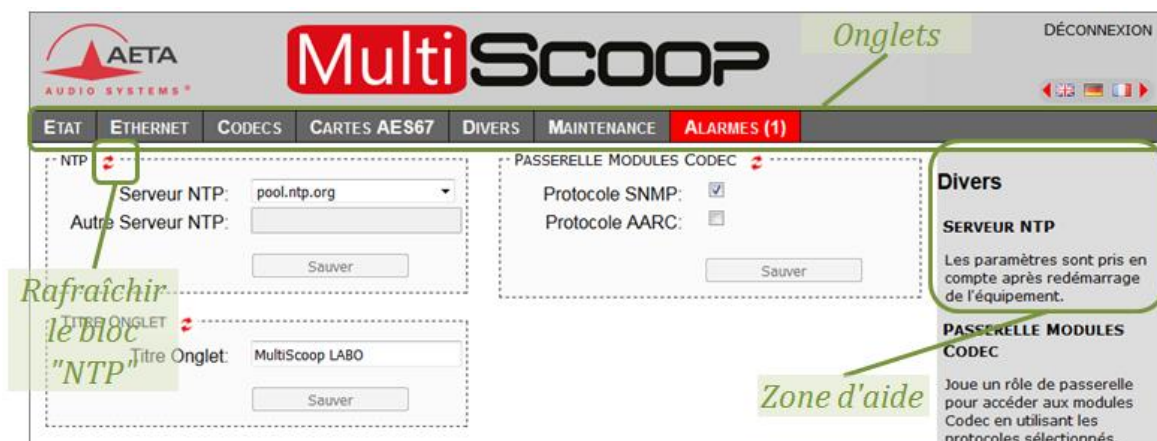 Onglets
DÉCONNEXION
AETA
AUDIO SYSTEMS®
MultiScoop
ETAT ETHERNET CODECS CARTES AES67 DIVERS MAINTENANCE ALARMES (1)
NTP
Serveur NTP: pool.ntp.org
Autre Serveur NTP:
Sauver
PASSERELLE MODULES CODEC
Protocole SNMP:
Protocole AARC:
Sauver
Rafraîchir
le bloc
"NTP"
TITRE ONGLET
Titre Onglet: MultiScoop LABO
Sauver
Divers
SERVEUR NTP
Les paramètres sont pris en
compte après redémarrage
de l'équipement.
PASSERELLE MODULES
CODEC
Joue un rôle de passerelle
pour accéder aux modules
Codec en utilisant les
protocoles sélectionnés
Zone d'aide